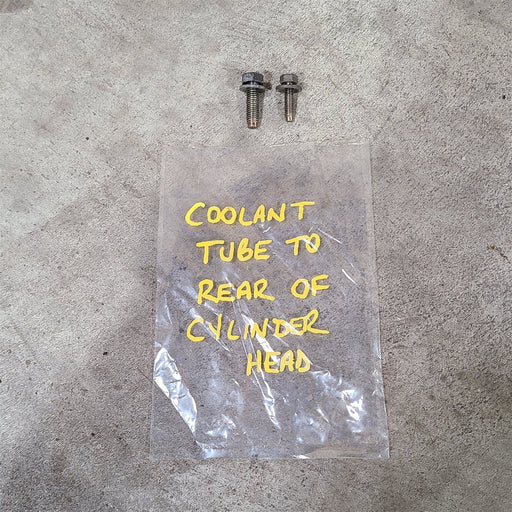 COOLANT
TUBE TO
REAR OF
CYLINDER
HEAD